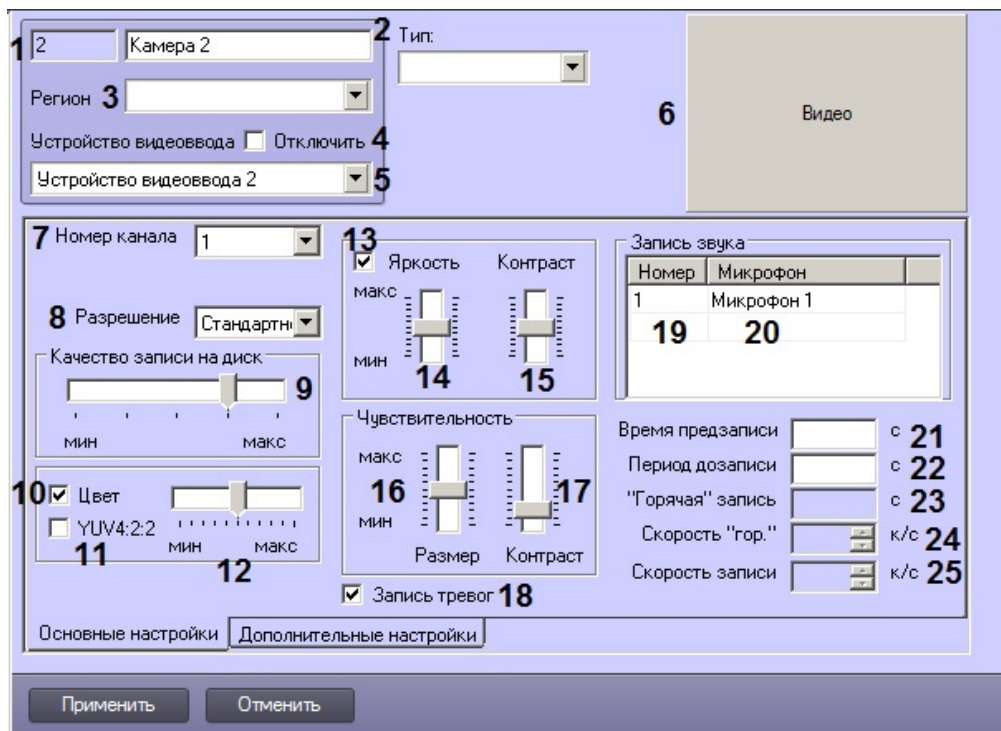 1 2 Камера 2 2 Тип:
Регион 3
6 Видео
Устройство видеоввода Отключить 4
Устройство видеоввода 2 5
7 Номер канала 1
8 Разрешение Стандартн
Качество записи на диск
9
мин макс
10 Цвет
YUV4:2:2
11 мин 12 макс
13
Яркость Контраст
макс
мин 14 15
Чувствительность
макс
16 17
мин
Размер Контраст
Запись тревог 18
Запись звука
Номер Микрофон
1 Микрофон 1
19 20
Время предзаписи с 21
Период дозаписи с 22
"Горячая" запись с 23
Скорость "гор." к/с 24
Скорость записи к/с 25
Основные настройки Дополнительные настройки
Применить Отменить